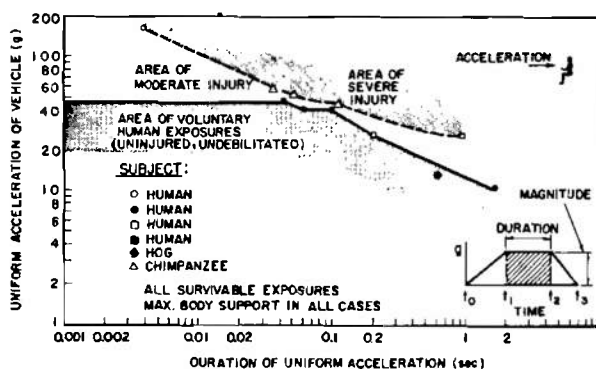 UNIFORM ACCELERATION OF VEHICLE (g)
200
100
60
40
20
10
6
4
2
1
AREA OF
MODERATE INJURY
AREA OF
SEVERE
INJURY
ACCELERATION
AREA OF VOLUNTARY
HUMAN EXPOSURES
(UNINJURED, UNDEBILITATED)
SUBJECT:
HUMAN
HUMAN
HUMAN
HUMAN
HOG
CHIMPANZEE
ALL SURVIVABLE EXPOSURES
MAX. BODY SUPPORT IN ALL CASES
MAGNITUDE
DURATION
g
t0 t1 t2 t3
TIME
0.001 0.002 0.01 0.04 0.1 0.2 1 2
DURATION OF UNIFORM ACCELERATION (sec)